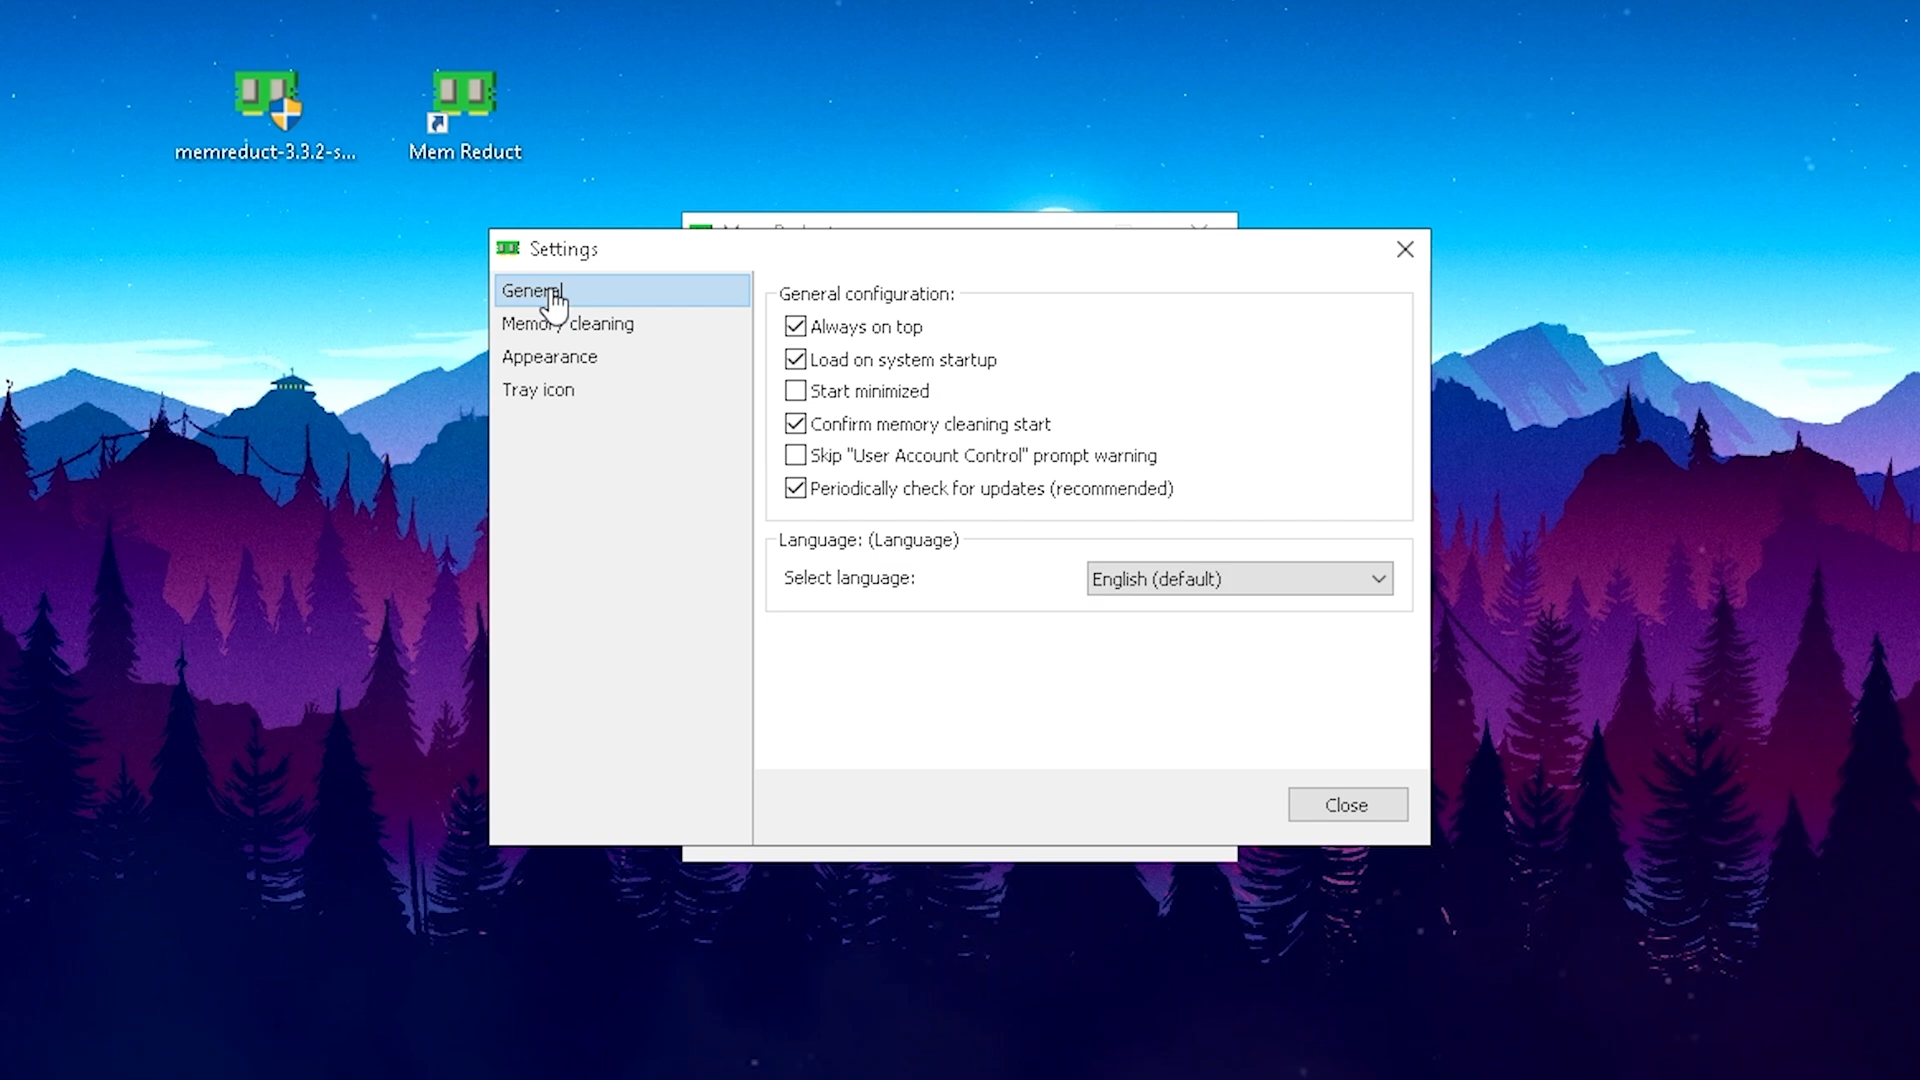 memreduct-3.3.2-s...
Mem Reduct
Settings
General
Memory cleaning
Appearance
Tray icon
General configuration:
Always on top
Load on system startup
Start minimized
Confirm memory cleaning start
Skip "User Account Control" prompt warning
Periodically check for updates (recommended)
Language: (Language)
Select language:
English (default)
Close